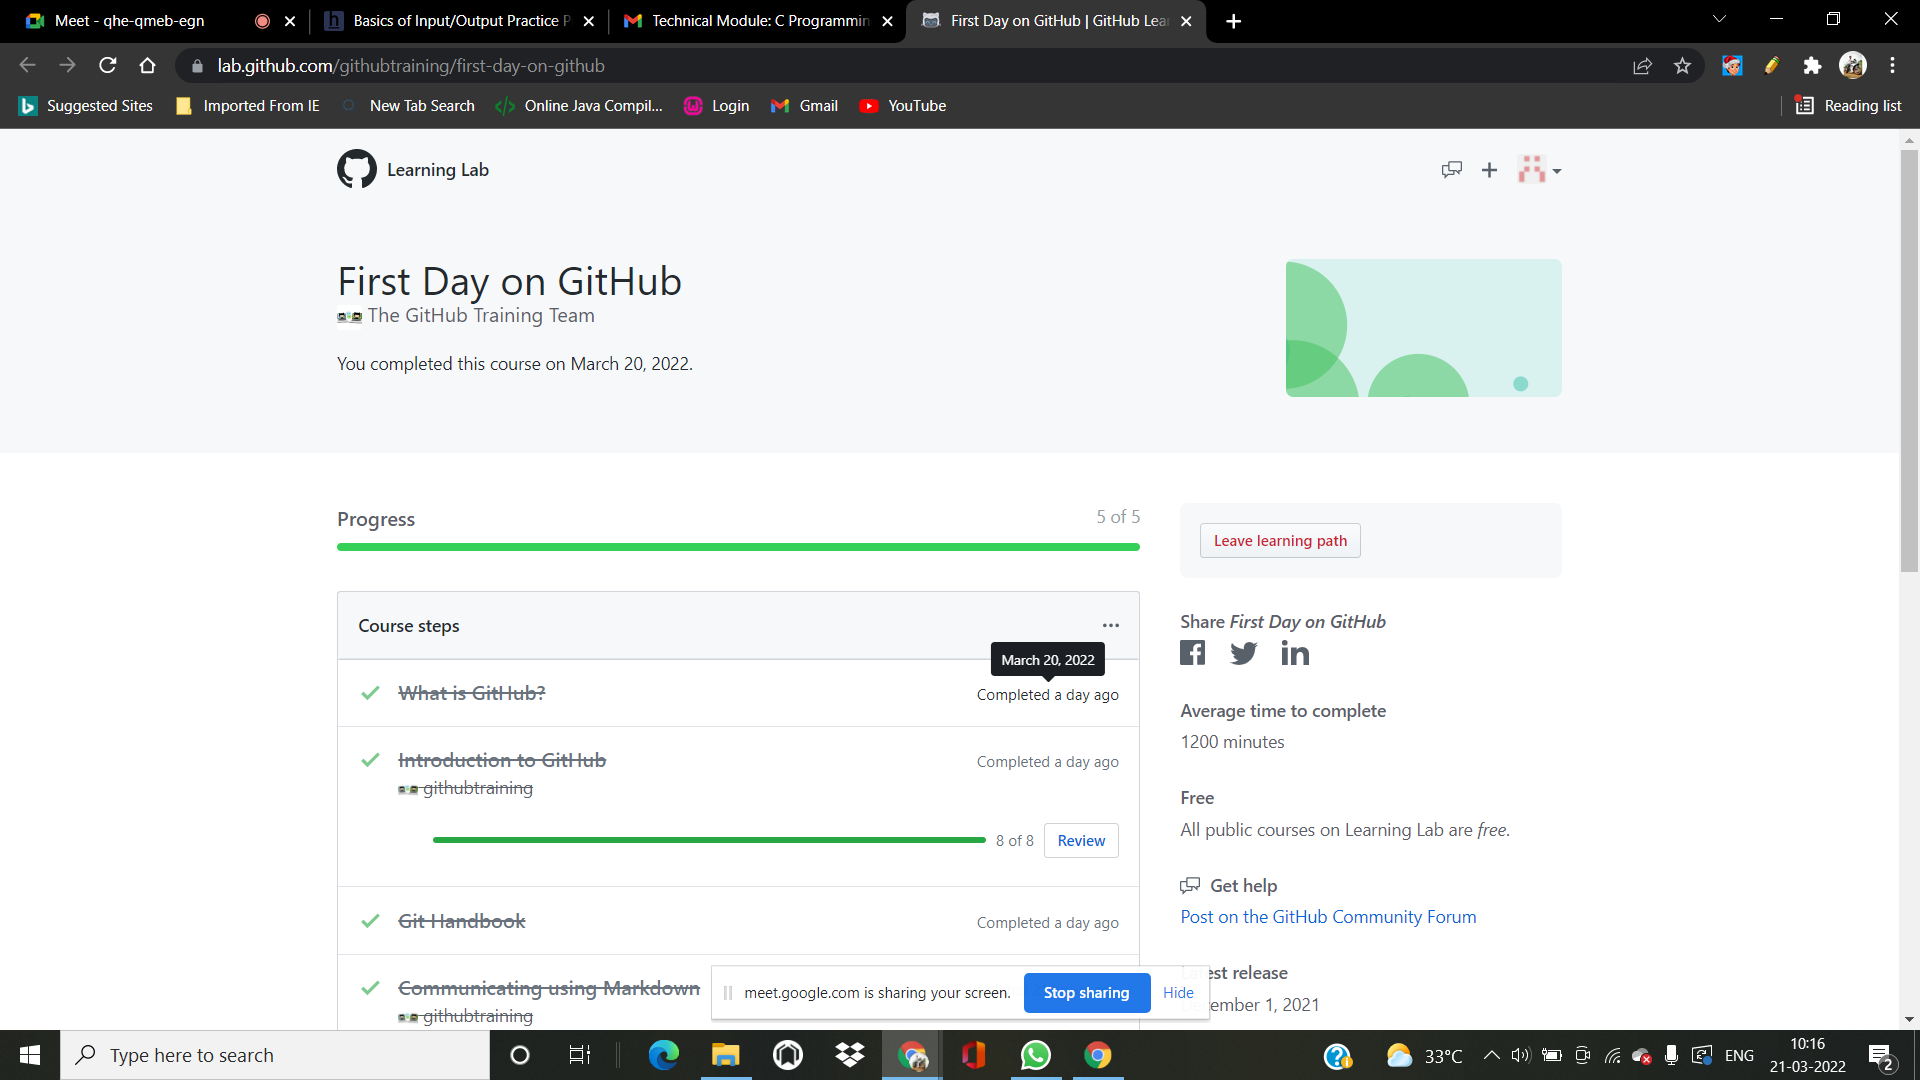 Meet - qhe-qmeb-egn
Basics of Input/Output Practice P
Technical Module: C Programmin
First Day on GitHub | GitHub Lea
lab.github.com/githubtraining/first-day-on-github
Suggested Sites
Imported From IE
New Tab Search
Online Java Compil...
Login
Gmail
YouTube
Reading list
Learning Lab
First Day on GitHub
The GitHub Training Team
You completed this course on March 20, 2022.
Progress
5 of 5
Leave learning path
Course steps
March 20, 2022
What is GitHub?
Completed a day ago
Introduction to GitHub
Completed a day ago
githubtraining
8 of 8
Review
Git Handbook
Completed a day ago
Communicating using Markdown
githubtraining
Share First Day on GitHub
Average time to complete
1200 minutes
Free
All public courses on Learning Lab are free.
Get help
Post on the GitHub Community Forum
est release
ember 1, 2021
meet.google.com is sharing your screen.
Stop sharing
Hide
Type here to search
33°C
ENG
10:16
21-03-2022
2